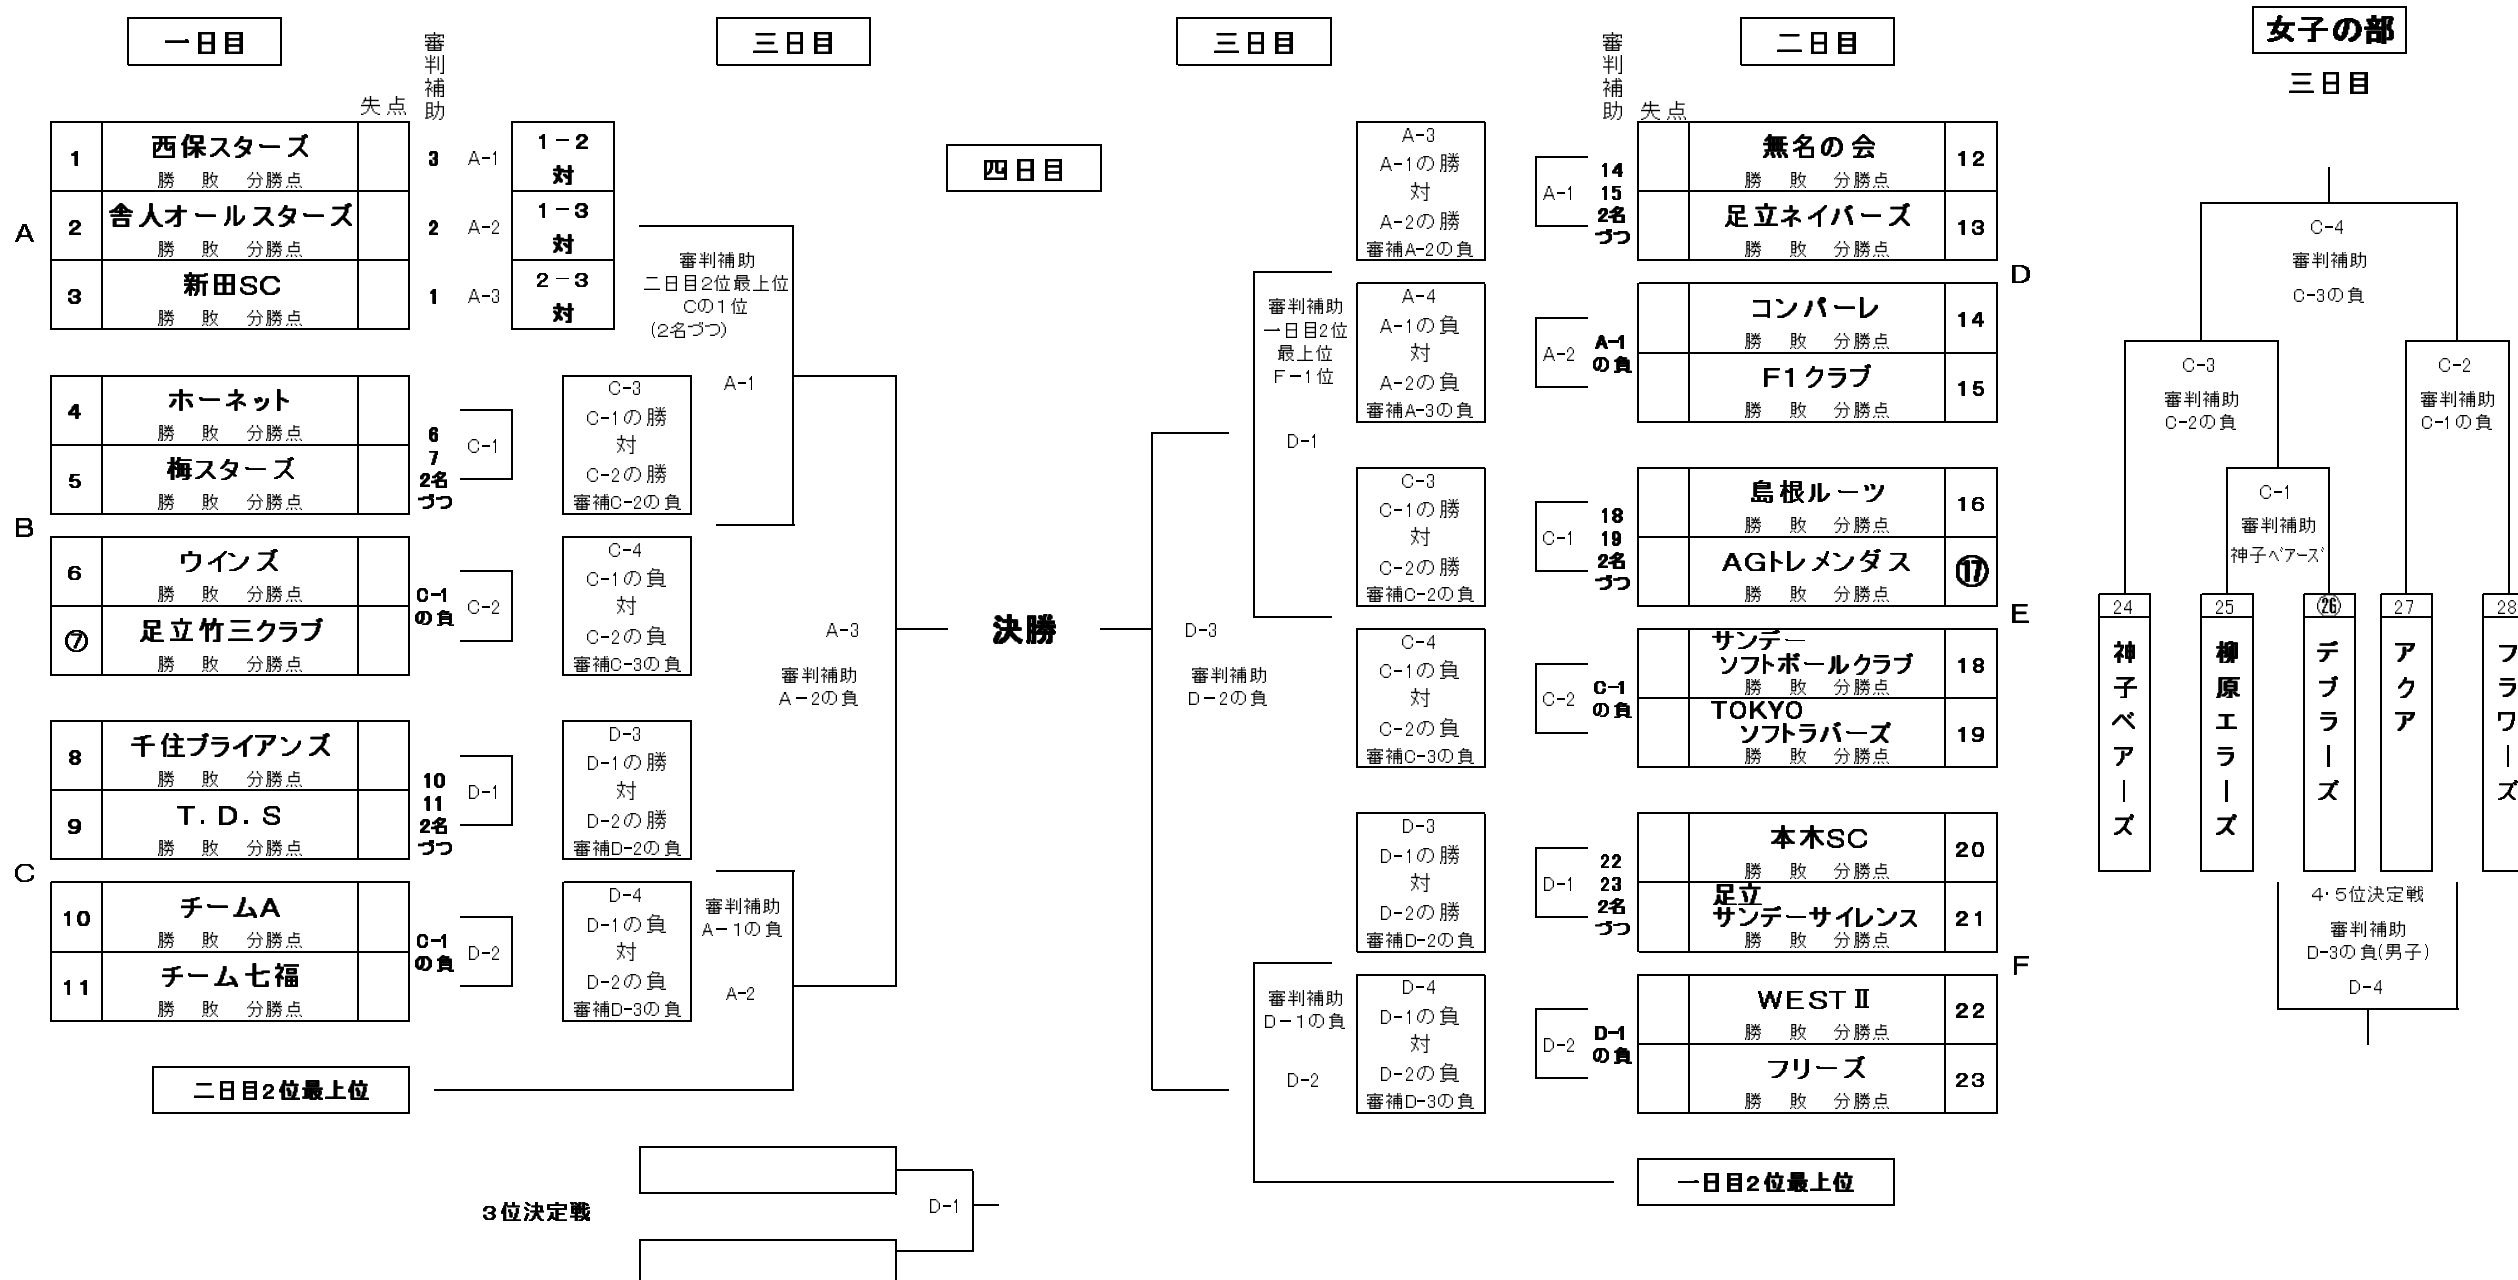 一日目
三日目
三日目
二日目
女子の部
三日目
四日目
審判補助
失点
A
1
西保スターズ
勝 敗 分勝点
3
A-1
1-2
対
2
舎人オールスターズ
勝 敗 分勝点
2
A-2
1-3
対
3
新田SC
勝 敗 分勝点
1
A-3
2-3
対
B
4
ホーネット
勝 敗 分勝点
5
梅スターズ
勝 敗 分勝点
6
7
2名
づつ
C-1
6
ウインズ
勝 敗 分勝点
⑦
足立竹三クラブ
勝 敗 分勝点
C-1
の負
C-2
C-3
C-1の勝
対
C-2の勝
審補C-2の負
C-4
C-1の負
対
C-2の負
審補C-3の負
C
8
千住ブライアンズ
勝 敗 分勝点
9
T.D.S
勝 敗 分勝点
10
11
2名
づつ
D-1
10
チームA
勝 敗 分勝点
11
チーム七福
勝 敗 分勝点
C-1
の負
D-2
D-3
D-1の勝
対
D-2の勝
審補D-2の負
D-4
D-1の負
対
D-2の負
審補D-3の負
二日目2位最上位
審判補助
二日目2位最上位
Cの1位
(2名づつ)
A-1
審判補助
A-1の負
A-2
A-3
審判補助
A-2の負
決勝
D-3
審判補助
D-2の負
審判補助
一日目2位
最上位
F-1位
D-1
審判補助
D-1の負
D-2
A-3
A-1の勝
対
A-2の勝
審補A-2の負
A-4
A-1の負
対
A-2の負
審補A-3の負
C-3
C-1の勝
対
C-2の勝
審補C-2の負
C-4
C-1の負
対
C-2の負
審補C-3の負
D-3
D-1の勝
対
D-2の勝
審補D-2の負
D-4
D-1の負
対
D-2の負
審補D-3の負
審判補助
失点
A-1
14
15
2名
づつ
無名の会
勝 敗 分勝点
12
足立ネイバーズ
勝 敗 分勝点
13
D
A-2
A-1
の負
コンパーレ
勝 敗 分勝点
14
F1クラブ
勝 敗 分勝点
15
C-1
18
19
2名
づつ
島根ルーツ
勝 敗 分勝点
16
AGトレメンダス
勝 敗 分勝点
⑰
E
C-2
C-1
の負
サンデー
ソフトボールクラブ
勝 敗 分勝点
18
TOKYO
ソフトラバーズ
勝 敗 分勝点
19
D-1
22
23
2名
づつ
本木SC
勝 敗 分勝点
20
足立
サンデーサイレンス
勝 敗 分勝点
21
F
D-2
D-1
の負
WESTⅡ
勝 敗 分勝点
22
フリーズ
勝 敗 分勝点
23
一日目2位最上位
3位決定戦
D-1
C-4
審判補助
C-3の負
C-3
審判補助
C-2の負
C-2
審判補助
C-1の負
C-1
審判補助
神子ベアーズ
24
神子ベアーズ
25
柳原エラーズ
㉖
デブラーズ
27
アクア
28
フラワーズ
4・5位決定戦
審判補助
D-3の負(男子)
D-4